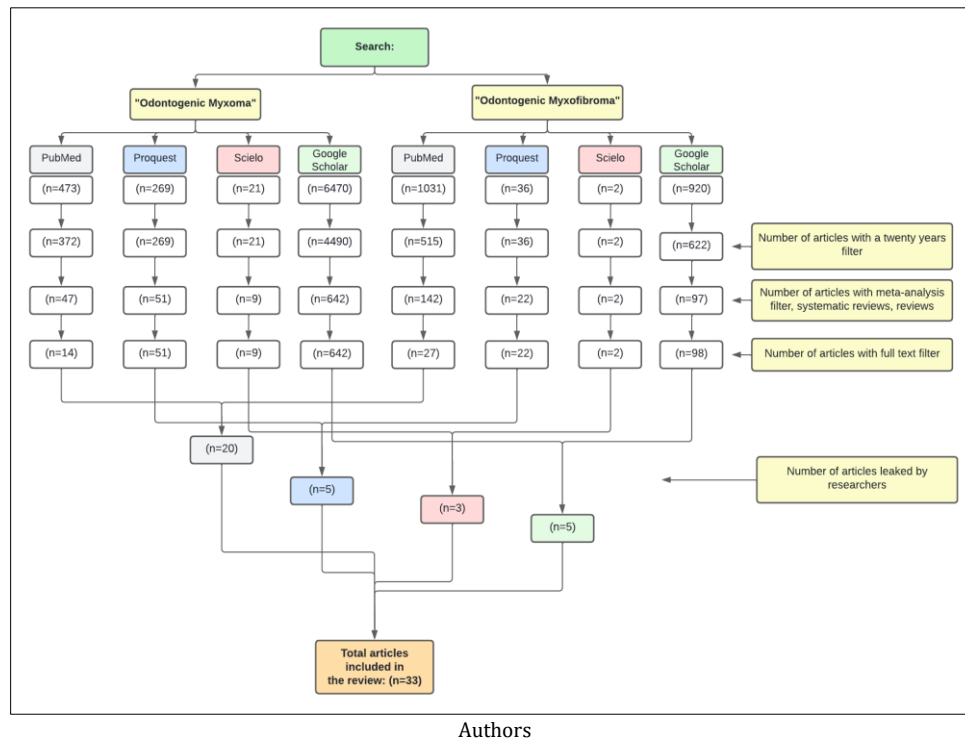 Search:
"Odontogenic Myxoma"
"Odontogenic Myxofibroma"
PubMed
Proquest
Scielo
Google
Scholar
PubMed
Proquest
Scielo
Google
Scholar
(n=473)
(n=269)
(n=21)
(n=6470)
(n=1031)
(n=36)
(n=2)
(n=920)
(n=372)
(n=269)
(n=21)
(n=4490)
(n=515)
(n=36)
(n=2)
(n=622)
Number of articles with a twenty years
filter
(n=47)
(n=51)
(n=9)
(n=642)
(n=142)
(n=22)
(n=2)
(n=97)
Number of articles with meta-analysis
filter, systematic reviews, reviews
(n=14)
(n=51)
(n=9)
(n=642)
(n=27)
(n=22)
(n=2)
(n=98)
Number of articles with full text filter
(n=20)
(n=5)
(n=3)
(n=5)
Number of articles leaked by
researchers
Total articles
included in
the review: (n=33)
Authors